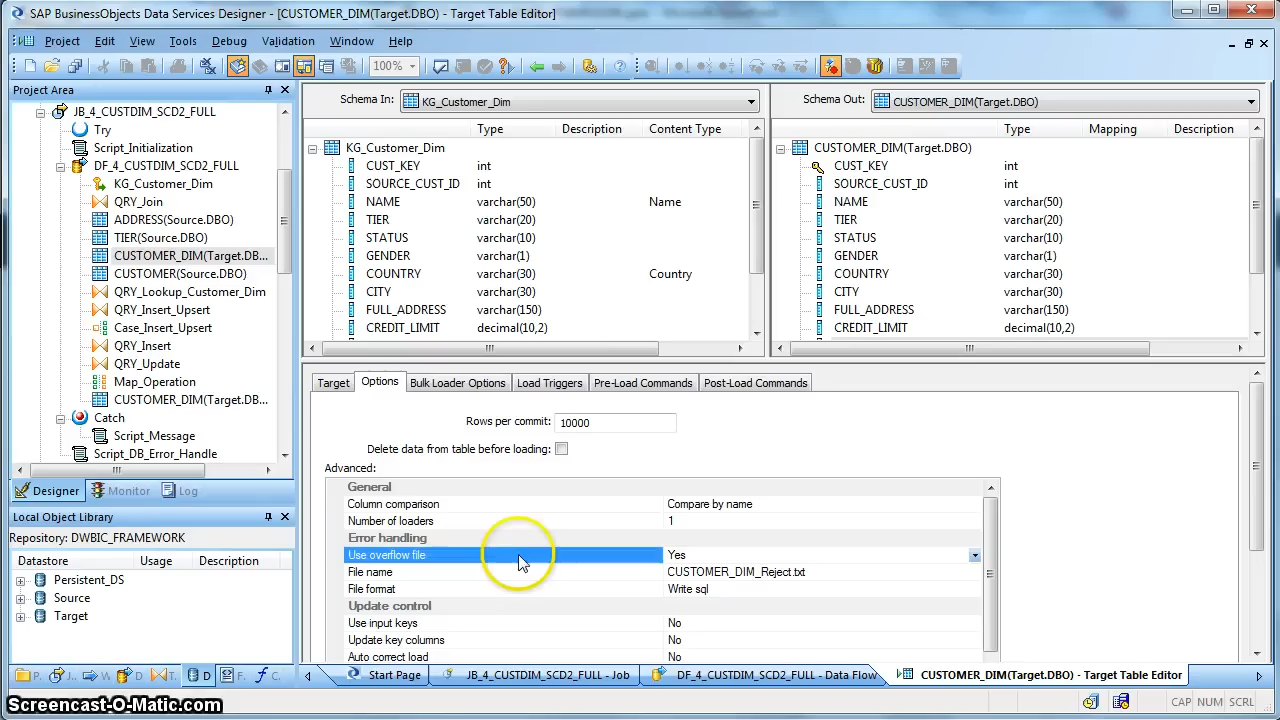 SAP BusinessObjects Data Services Designer - [CUSTOMER_DIM(Target.DBO) - Target Table Editor]
Project Edit View Tools Debug Validation Window Help
100%
Project Area
JB_4_CUSTDIM_SCD2_FULL
Try
Script_Initialization
DF_4_CUSTDIM_SCD2_FULL
KG_Customer_Dim
QRY_Join
ADDRESS(Source.DBO)
TIER(Source.DBO)
CUSTOMER_DIM(Target.DB...
CUSTOMER(Source.DBO)
QRY_Lookup_Customer_Dim
QRY_Insert_Upsert
Case_Insert_Upsert
QRY_Insert
QRY_Update
Map_Operation
CUSTOMER_DIM(Target.DB...
Catch
Script_Message
Script_DB_Error_Handle
Designer Monitor Log
Local Object Library
Repository: DWBIC_FRAMEWORK
Datastore Usage Description
Persistent_DS
Source
Target
P. J.. W D. T. D F. C.
Schema In: KG_Customer_Dim
Type Description Content Type
KG_Customer_Dim
CUST_KEY int
SOURCE_CUST_ID int
NAME varchar(50) Name
TIER varchar(20)
STATUS varchar(10)
GENDER varchar(1)
COUNTRY varchar(30) Country
CITY varchar(30)
FULL_ADDRESS varchar(150)
CREDIT_LIMIT decimal(10,2)
Schema Out: CUSTOMER_DIM(Target.DBO)
Type Mapping Description
CUSTOMER_DIM(Target.DBO)
CUST_KEY int
SOURCE_CUST_ID int
NAME varchar(50)
TIER varchar(20)
STATUS varchar(10)
GENDER varchar(1)
COUNTRY varchar(30)
CITY varchar(30)
FULL_ADDRESS varchar(150)
CREDIT_LIMIT decimal(10,2)
Target Options Bulk Loader Options Load Triggers Pre-Load Commands Post-Load Commands
Rows per commit: 10000
Delete data from table before loading:
Advanced:
General
Column comparison Compare by name
Number of loaders 1
Error handling
Use overflow file Yes
File name CUSTOMER_DIM_Reject.txt
File format Write sql
Update control
Use input keys No
Update key columns No
Auto correct load No
Start Page JB_4_CUSTDIM_SCD2_FULL - Job DF_4_CUSTDIM_SCD2_FULL - Data Flow CUSTOMER_DIM(Target.DBO) - Target Table Editor
CAP NUM SCRL
Screencast-O-Matic.com